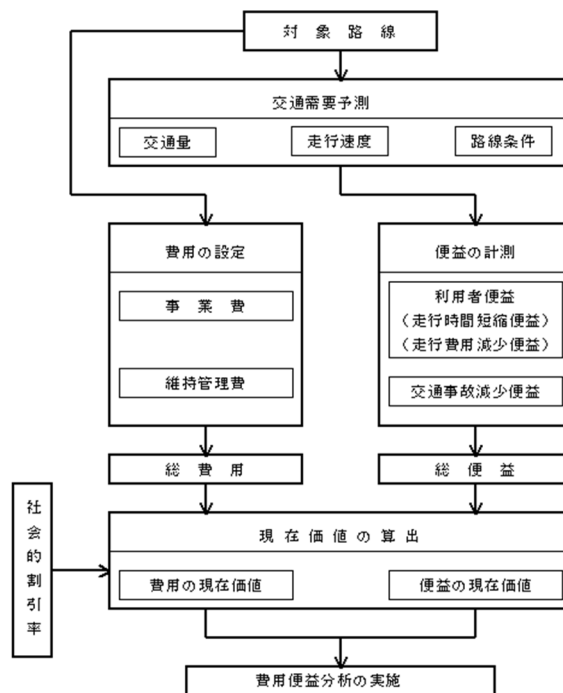 対象路線
交通需要予測
交通量
走行速度
路線条件
費用の設定
事業費
維持管理費
便益の計測
利用者便益
（走行時間短縮便益）
（走行費用減少便益）
交通事故減少便益
総費用
総便益
社会的割引率
現在価値の算出
費用の現在価値
便益の現在価値
費用便益分析の実施